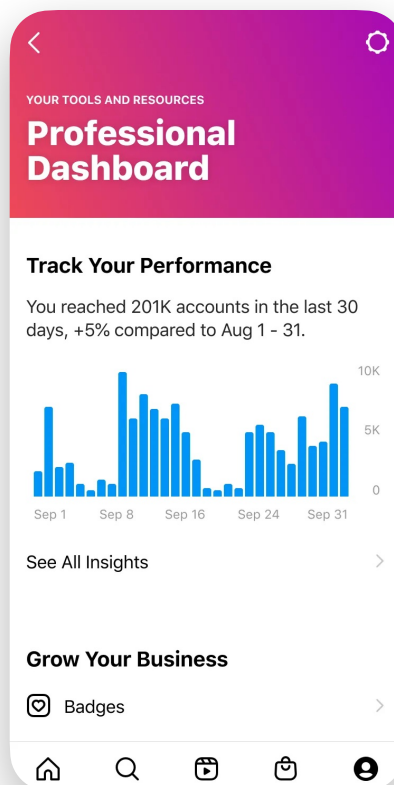 YOUR TOOLS AND RESOURCES
Professional
Dashboard
Track Your Performance
You reached 201K accounts in the last 30
days, +5% compared to Aug 1 - 31.
10K
5K
0
Sep 1 Sep 8 Sep 16 Sep 24 Sep 31
See All Insights
Grow Your Business
Badges